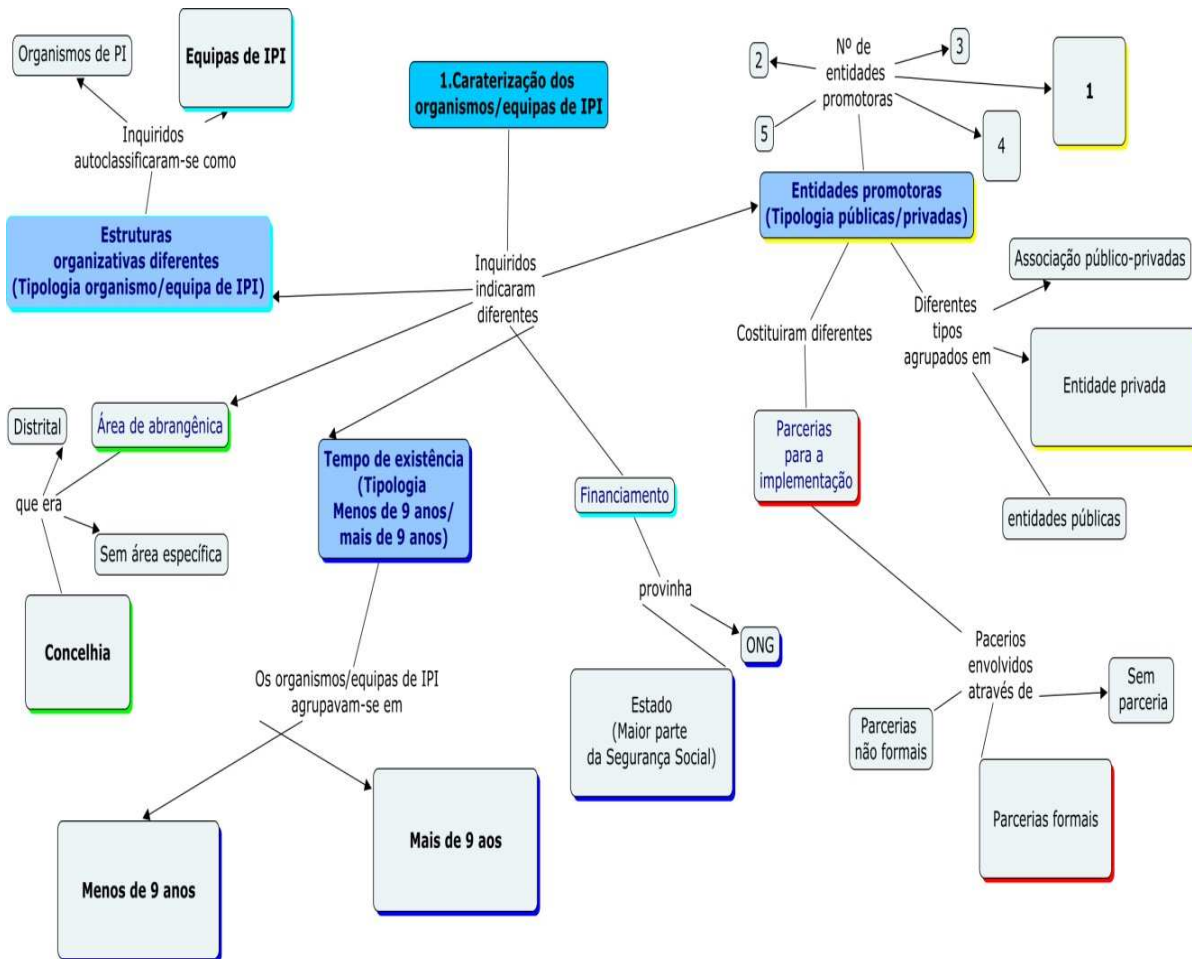 Organismos de PI
Equipas de IPI
Inquiridos
autoclassificaram-se como
Estruturas
organizativas diferentes
(Tipologia organismo/equipa de IPI)
1.Caraterização dos
organismos/equipas de IPI
Inquiridos
indicaram
diferentes
Nº de
entidades
promotoras
2
3
1
5
4
Entidades promotoras
(Tipologia públicas/privadas)
Costituiram diferentes
Diferentes
tipos
agrupados em
Associação público-privadas
Entidade privada
entidades públicas
Parcerias
para a
implementação
Pacerios
envolvidos
através de
Sem
parceria
Parcerias
não formais
Parcerias formais
Distrital
Área de abrangênica
que era
Sem área específica
Concelhia
Tempo de existência
(Tipologia
Menos de 9 anos/
mais de 9 anos)
Os organismos/equipas de IPI
agrupavam-se em
Menos de 9 anos
Mais de 9 aos
Financiamento
provinha
ONG
Estado
(Maior parte
da Segurança Social)